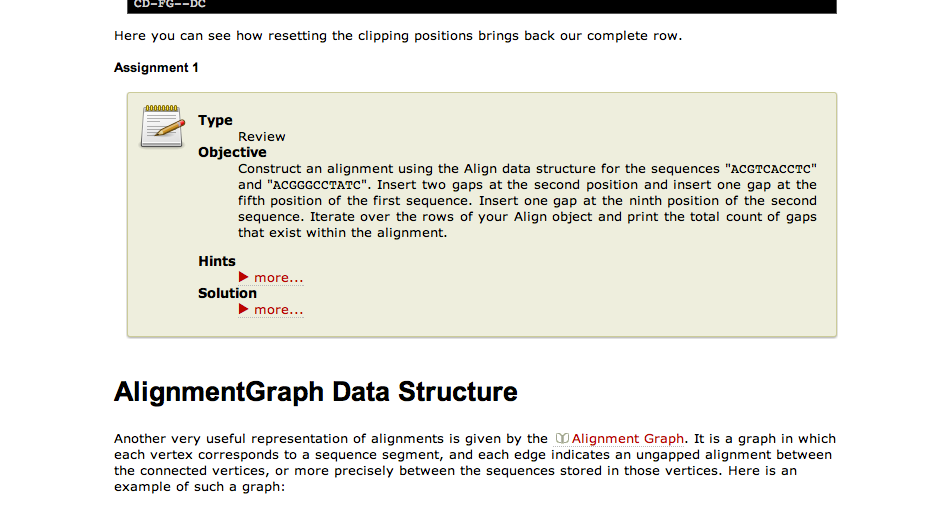 CD-FG--DC
Here you can see how resetting the clipping positions brings back our complete row.
Assignment 1
Type
Review
Objective
Construct an alignment using the Align data structure for the sequences "ACGTCACCTC"
and "ACGGGCCTATC". Insert two gaps at the second position and insert one gap at the
fifth position of the first sequence. Insert one gap at the ninth position of the second
sequence. Iterate over the rows of your Align object and print the total count of gaps
that exist within the alignment.
Hints
more...
Solution
more...
AlignmentGraph Data Structure
Another very useful representation of alignments is given by the Alignment Graph. It is a graph in which
each vertex corresponds to a sequence segment, and each edge indicates an ungapped alignment between
the connected vertices, or more precisely between the sequences stored in those vertices. Here is an
example of such a graph: